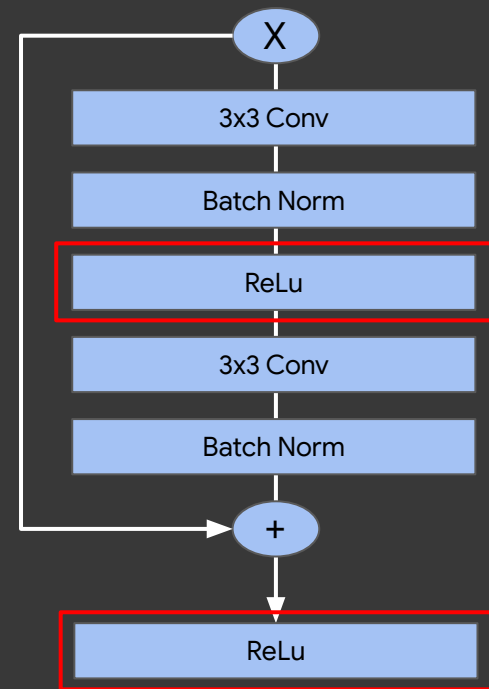 X
3x3 Conv
Batch Norm
ReLu
3x3 Conv
Batch Norm
+
ReLu